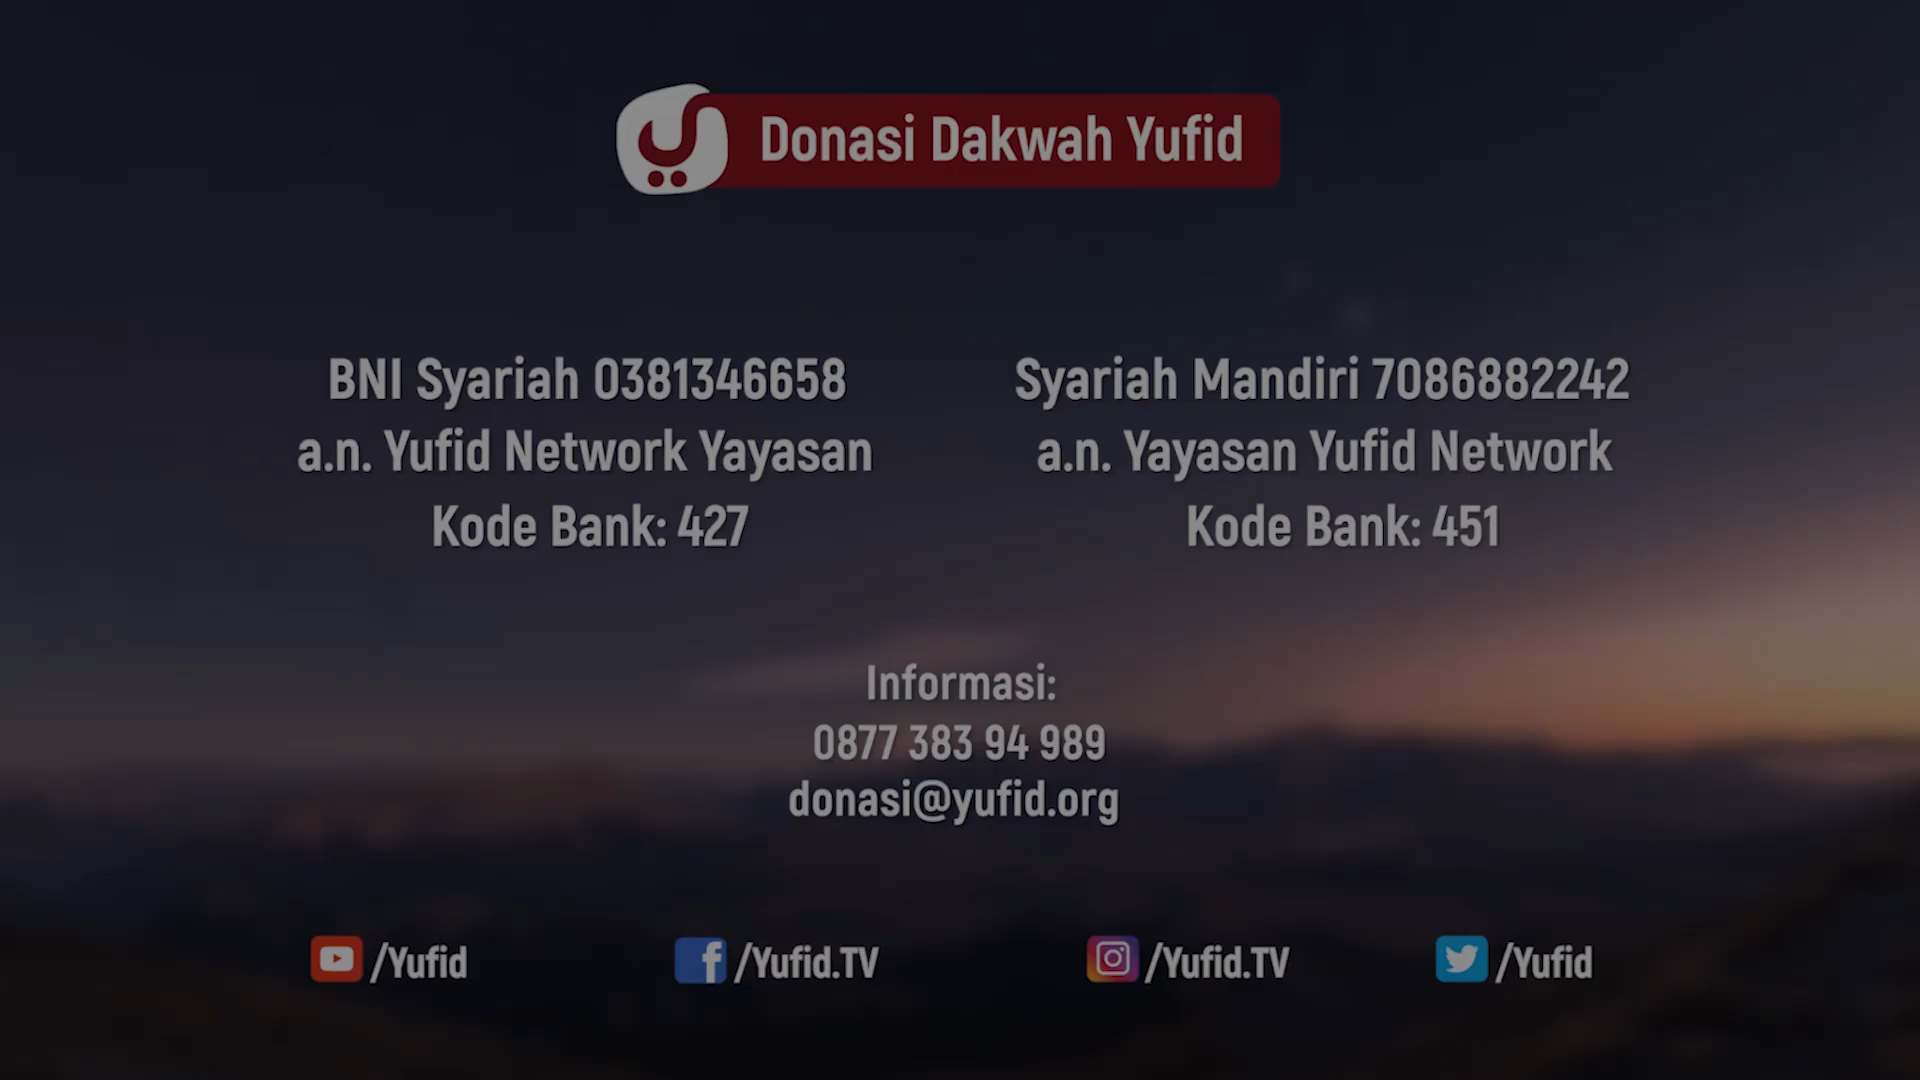 Donasi Dakwah Yufid
BNI Syariah 0381346658
a.n. Yufid Network Yayasan
Kode Bank: 427
Syariah Mandiri 7086882242
a.n. Yayasan Yufid Network
Kode Bank: 451
Informasi:
0877 383 94 989
donasi@yufid.org
/Yufid
/Yufid.TV
/Yufid.TV
/Yufid